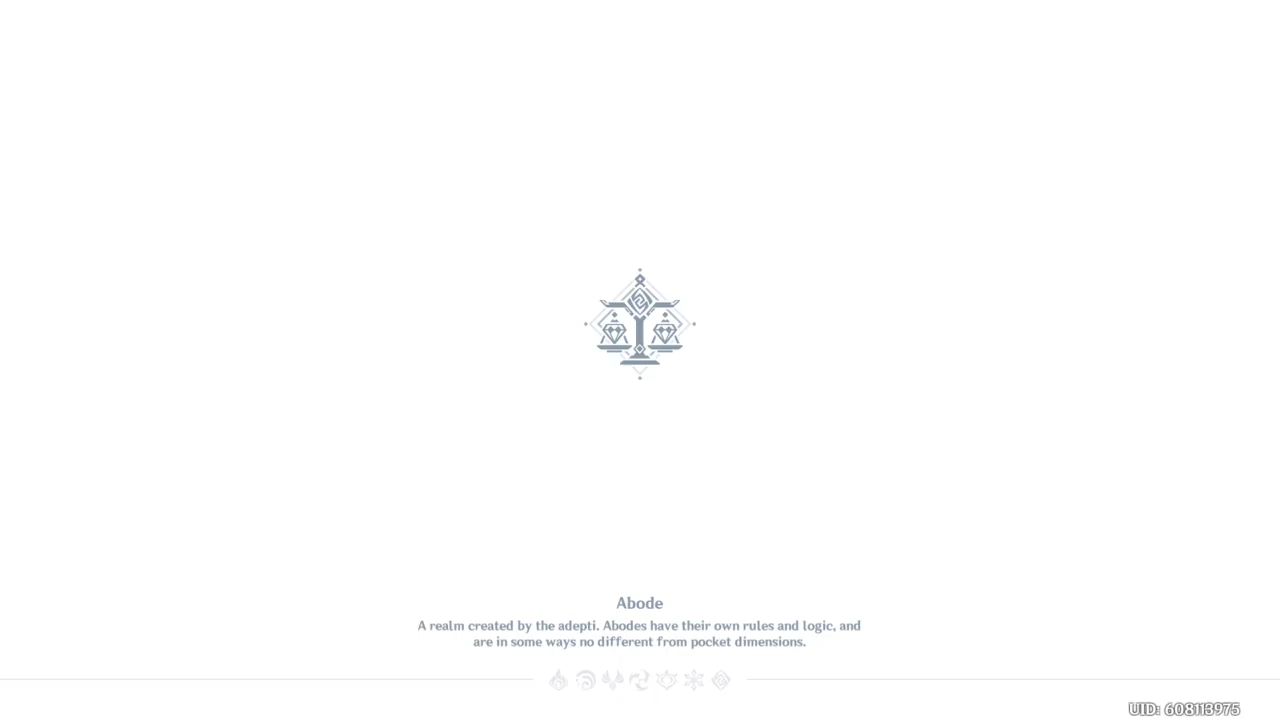 Abode
A realm created by the adepti. Abodes have their own rules and logic, and
are in some ways no different from pocket dimensions.
UID: 608113975